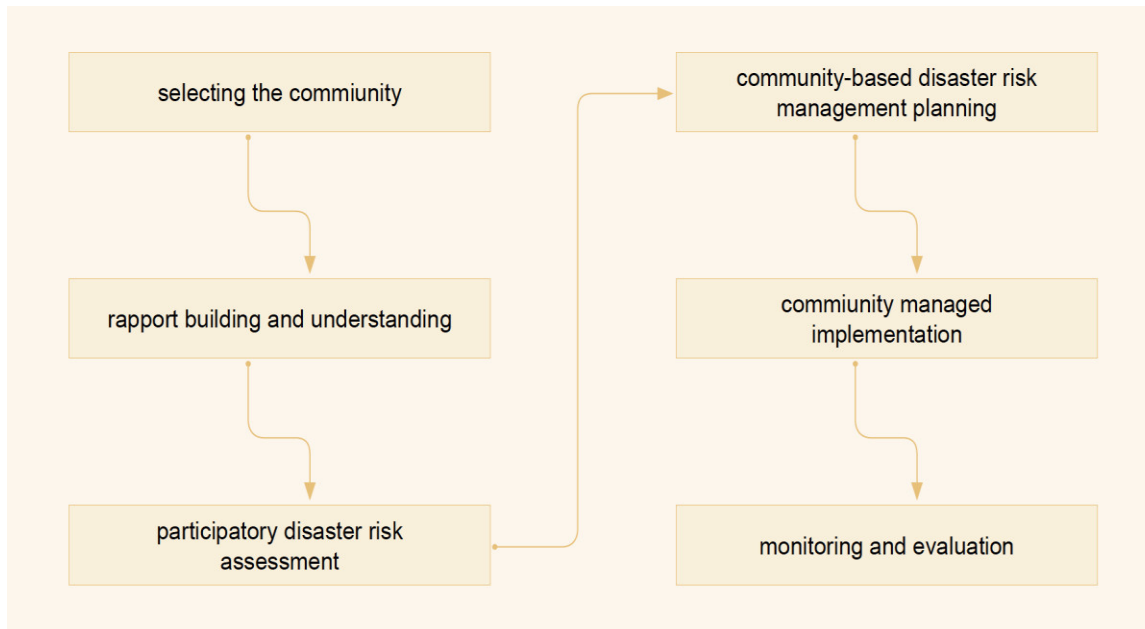 selecting the commiunity
rapport building and understanding
participatory disaster risk
assessment
community-based disaster risk
management planning
commiunity managed
implementation
monitoring and evaluation